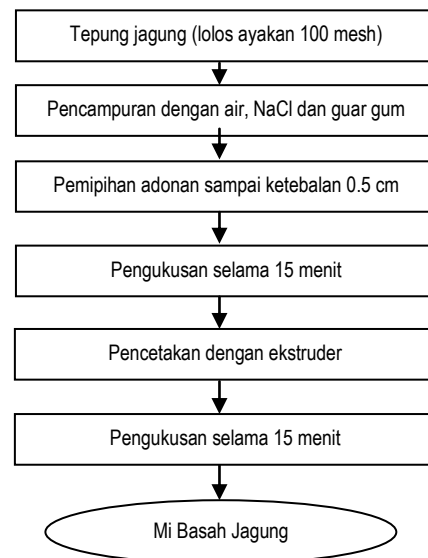 Tepung jagung (lolos ayakan 100 mesh)
Pencampuran dengan air, NaCl dan guar gum
Pemipihan adonan sampai ketebalan 0.5 cm
Pengukusan selama 15 menit
Pencetakan dengan ekstruder
Pengukusan selama 15 menit
Mi Basah Jagung